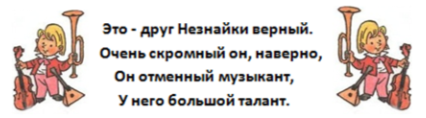 Это - друг Незнайки верный.
Очень скромный он, наверно,
Он отменный музыкант,
У него большой талант.